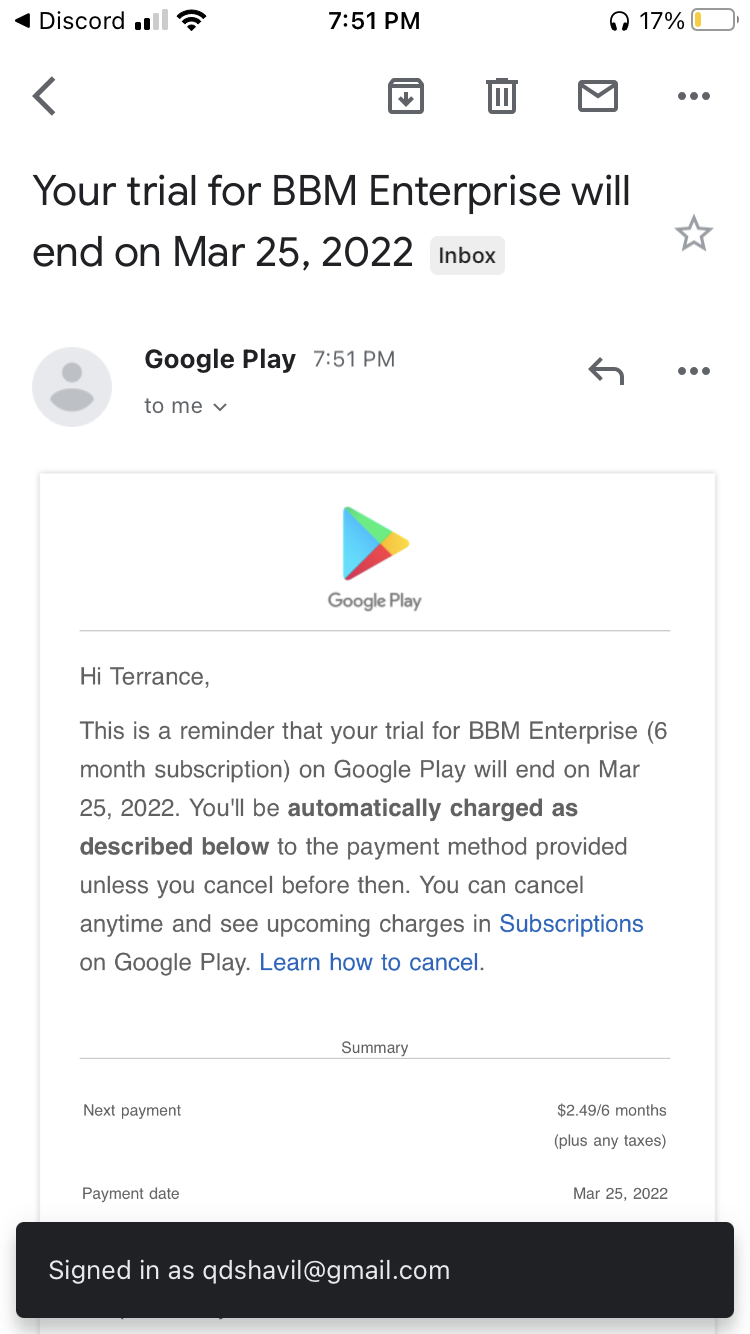 Discord 7:51 PM 17%
Your trial for BBM Enterprise will
end on Mar 25, 2022 Inbox
Google Play 7:51 PM
to me
Google Play
Hi Terrance,
This is a reminder that your trial for BBM Enterprise (6
month subscription) on Google Play will end on Mar
25, 2022. You'll be automatically charged as
described below to the payment method provided
unless you cancel before then. You can cancel
anytime and see upcoming charges in Subscriptions
on Google Play. Learn how to cancel.
Summary
Next payment $2.49/6 months
(plus any taxes)
Payment date Mar 25, 2022
Signed in as qdshavil@gmail.com